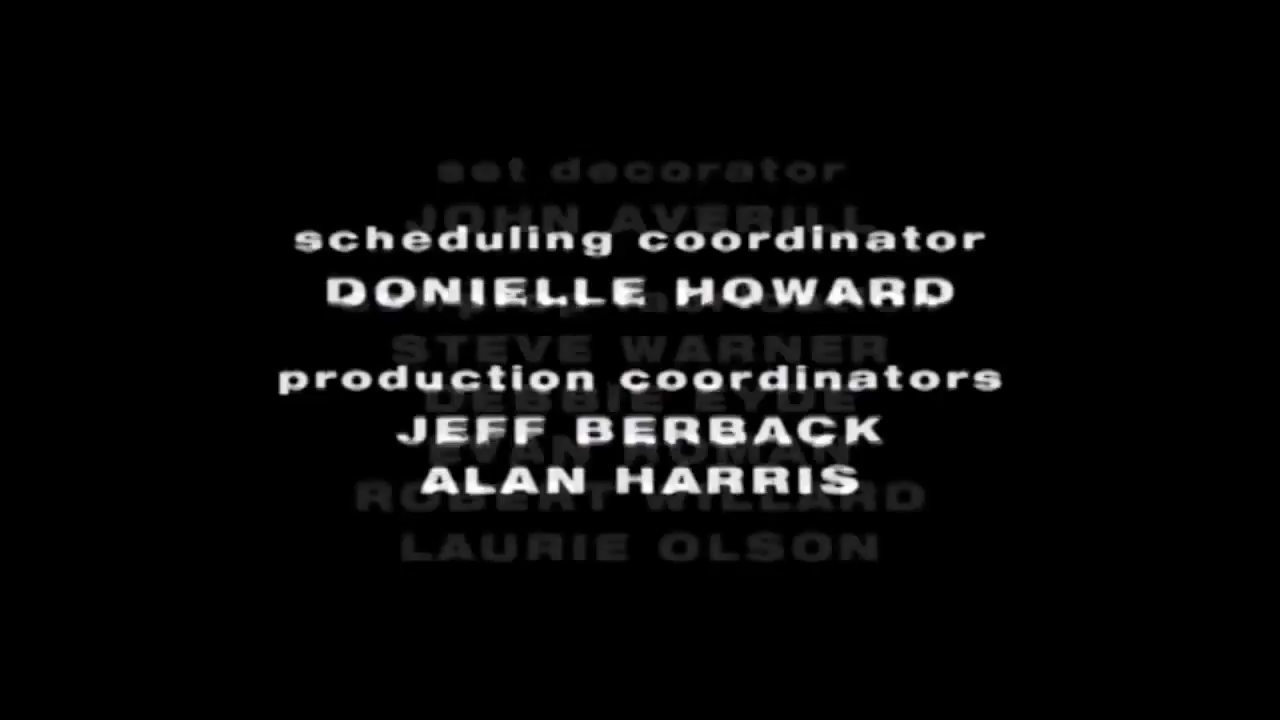 set decorator
JOHN AVERILL
scheduling coordinator
DONIELLE HOWARD
STEVE WARNER
production coordinators
DEBBIE EYDE
JEFF BERBACK
EVAN ROMAN
ALAN HARRIS
ROBERT WILLARD
LAURIE OLSON